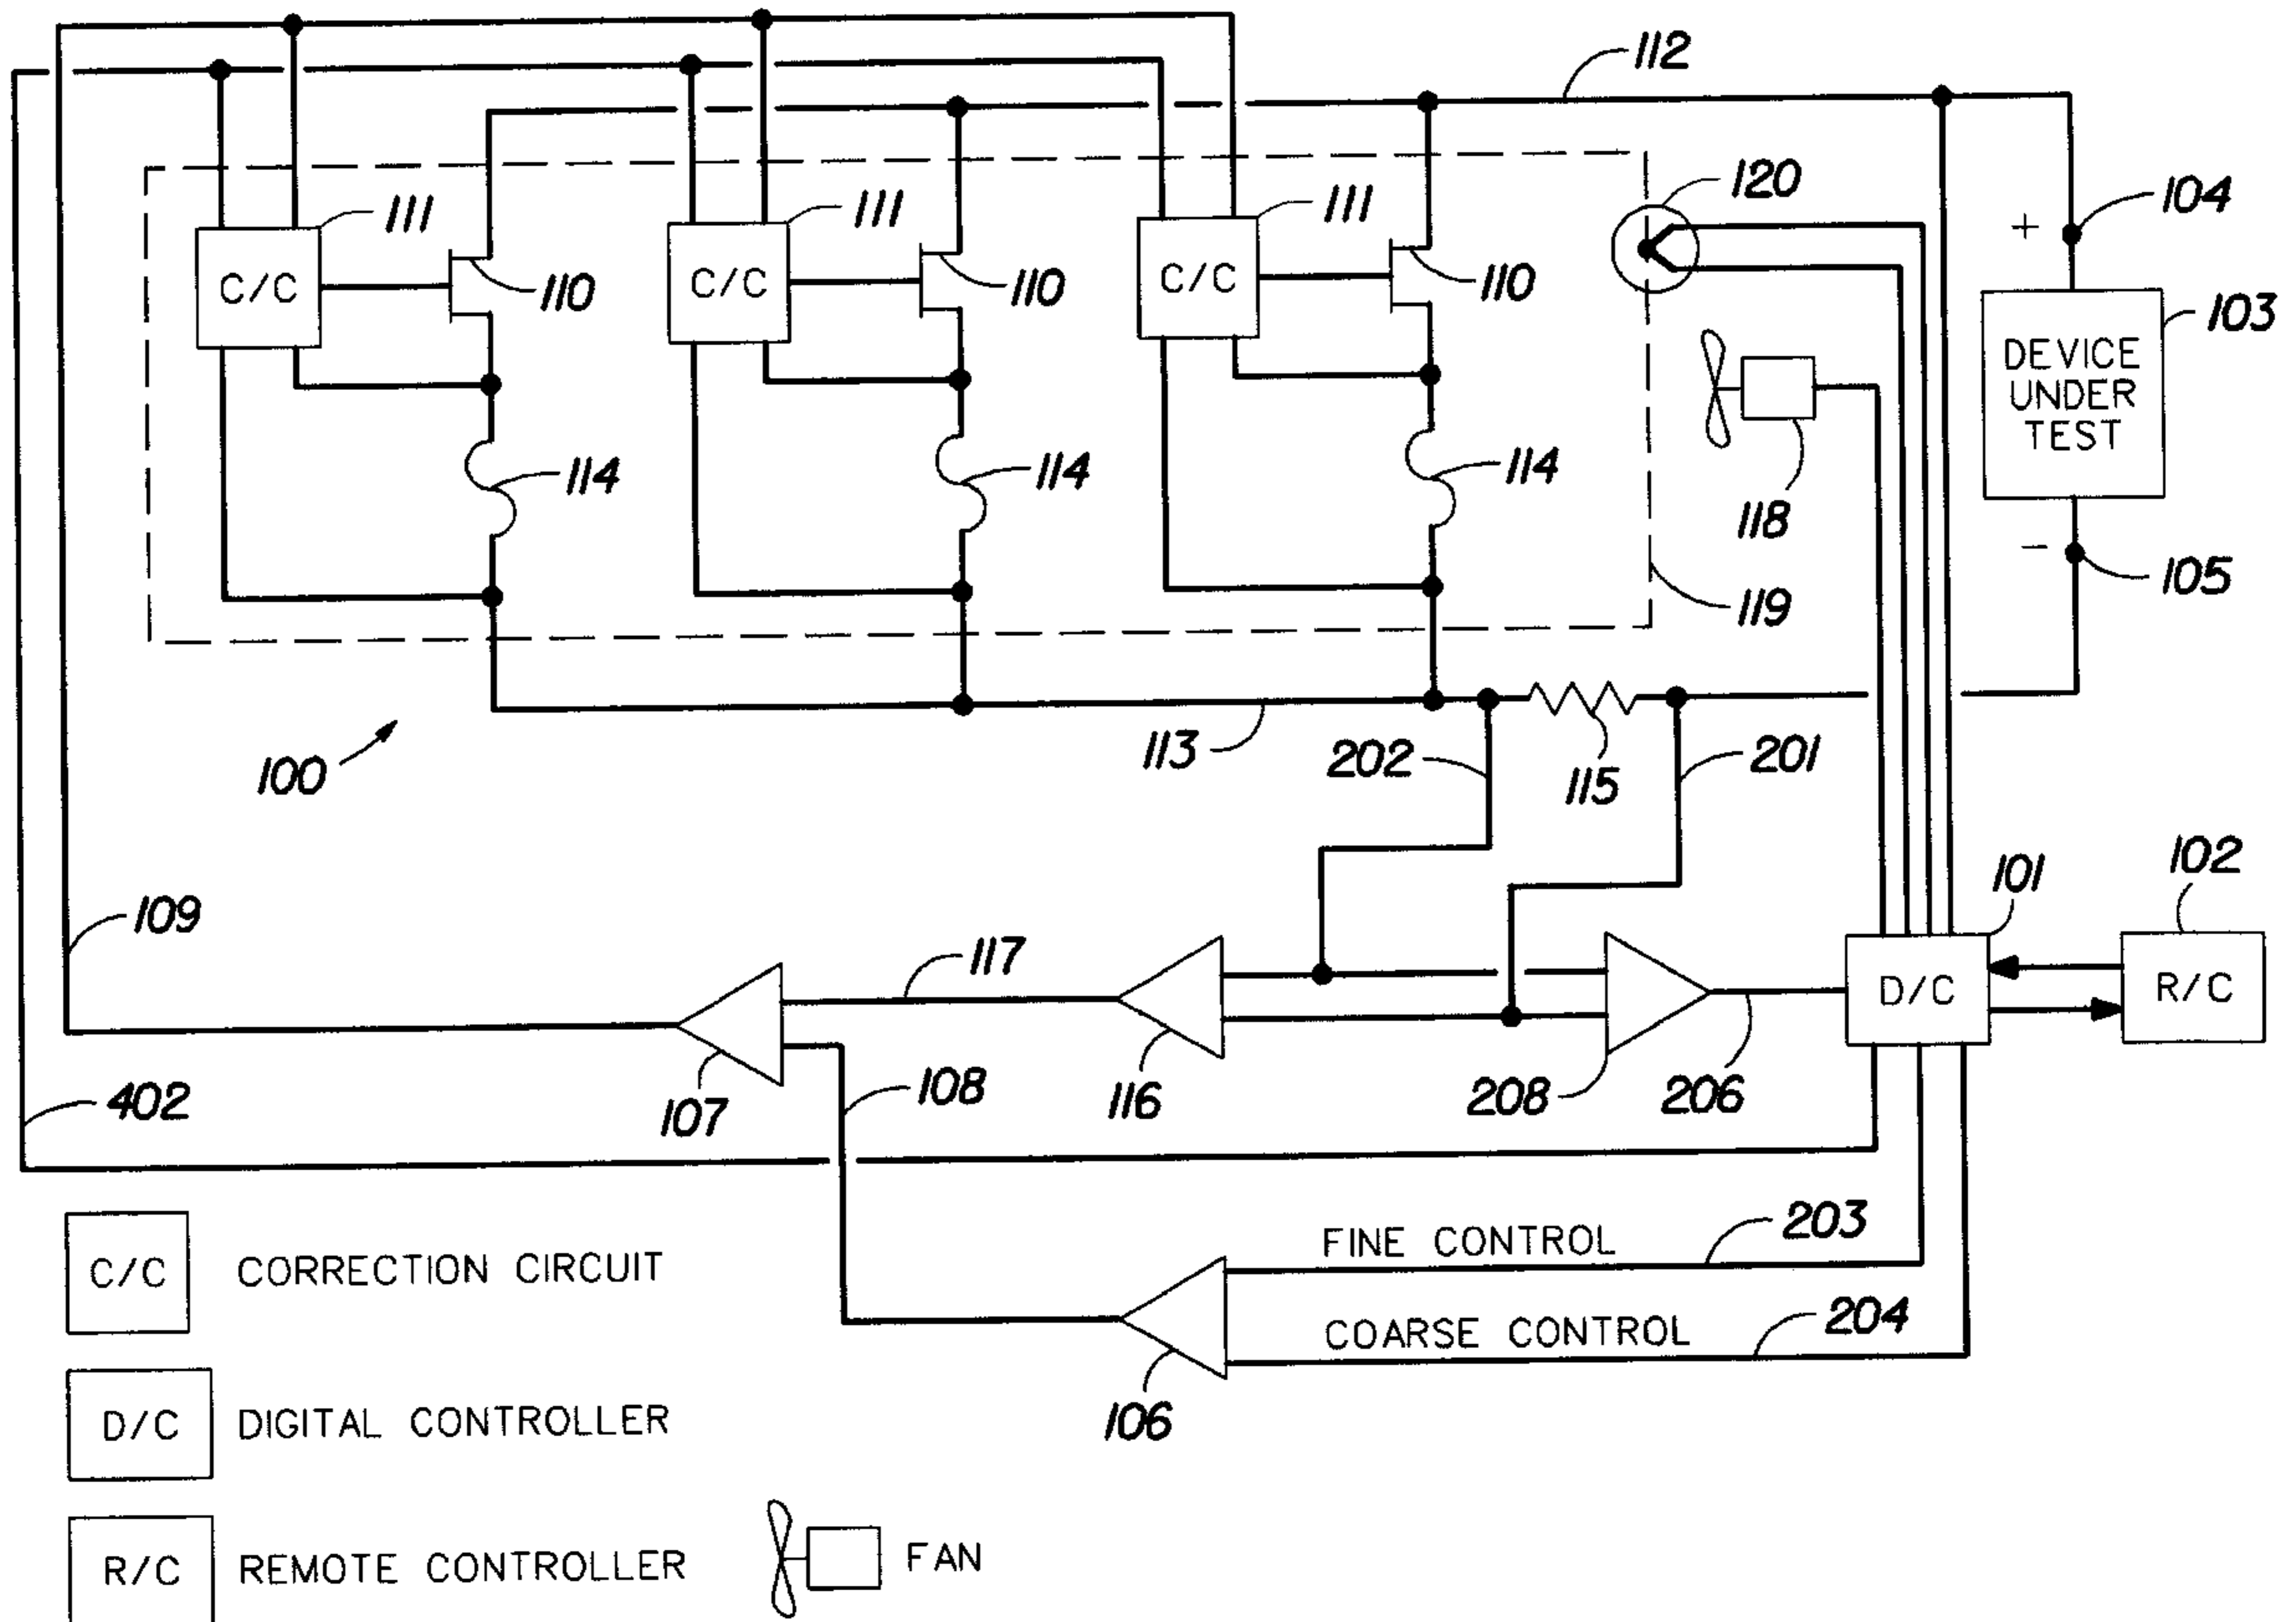 112
120
104
+
111
111
111
C/C
C/C
C/C
110
110
110
103
DEVICE
UNDER
TEST
114
114
114
118
−
105
119
100
113
202
115
201
109
117
101
102
D/C
R/C
402
107
108
116
208
206
FINE CONTROL
203
COARSE CONTROL
204
106
C/C CORRECTION CIRCUIT
D/C DIGITAL CONTROLLER
R/C REMOTE CONTROLLER
FAN